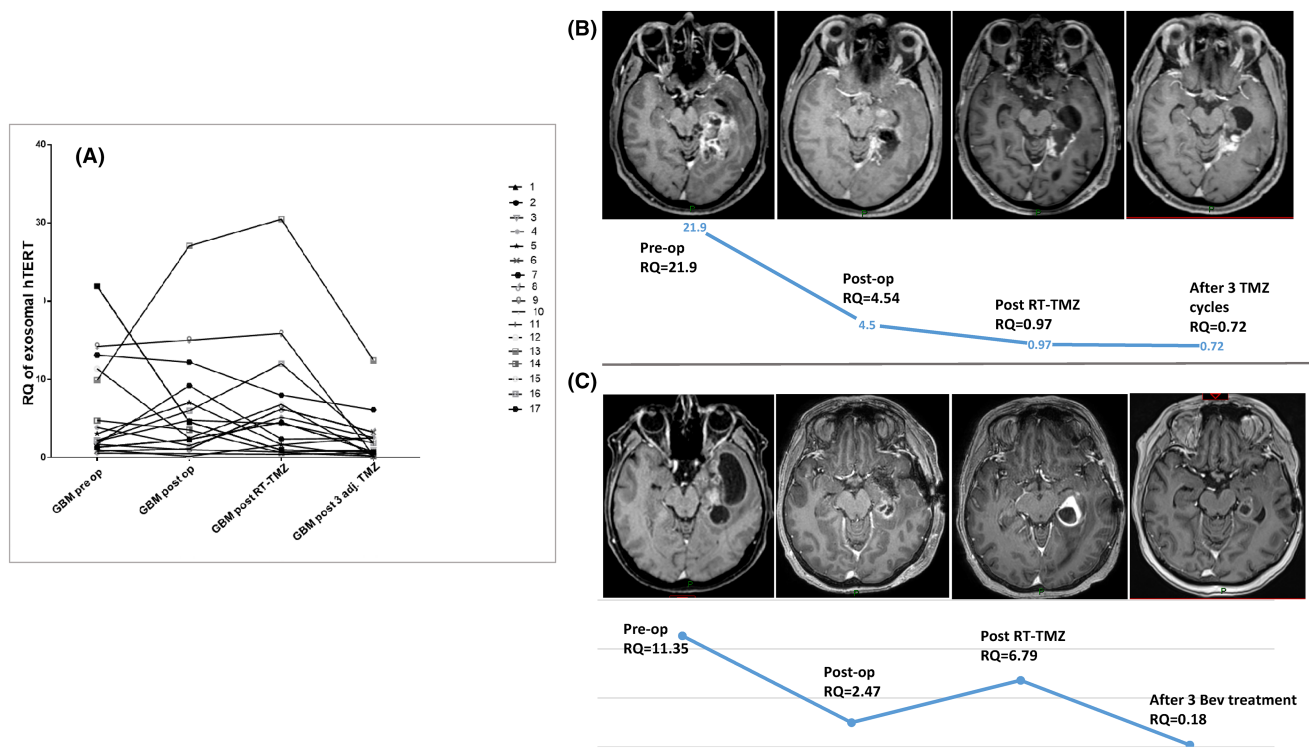 (A)
RQ of exosomal hTERT
40
30
10
0
GBM pre op
GBM post op
GBM post RT-TMZ
GBM post 3 adj. TMZ
1
2
3
4
5
6
7
8
9
10
11
12
13
14
15
16
17
(B)
P
P
P
21.9
Pre-op
RQ=21.9
Post-op
RQ=4.54
4.5
Post RT-TMZ
RQ=0.97
0.97
After 3 TMZ
cycles
RQ=0.72
0.72
(C)
P
P
P
P
Pre-op
RQ=11.35
Post-op
RQ=2.47
Post RT-TMZ
RQ=6.79
After 3 Bev treatment
RQ=0.18